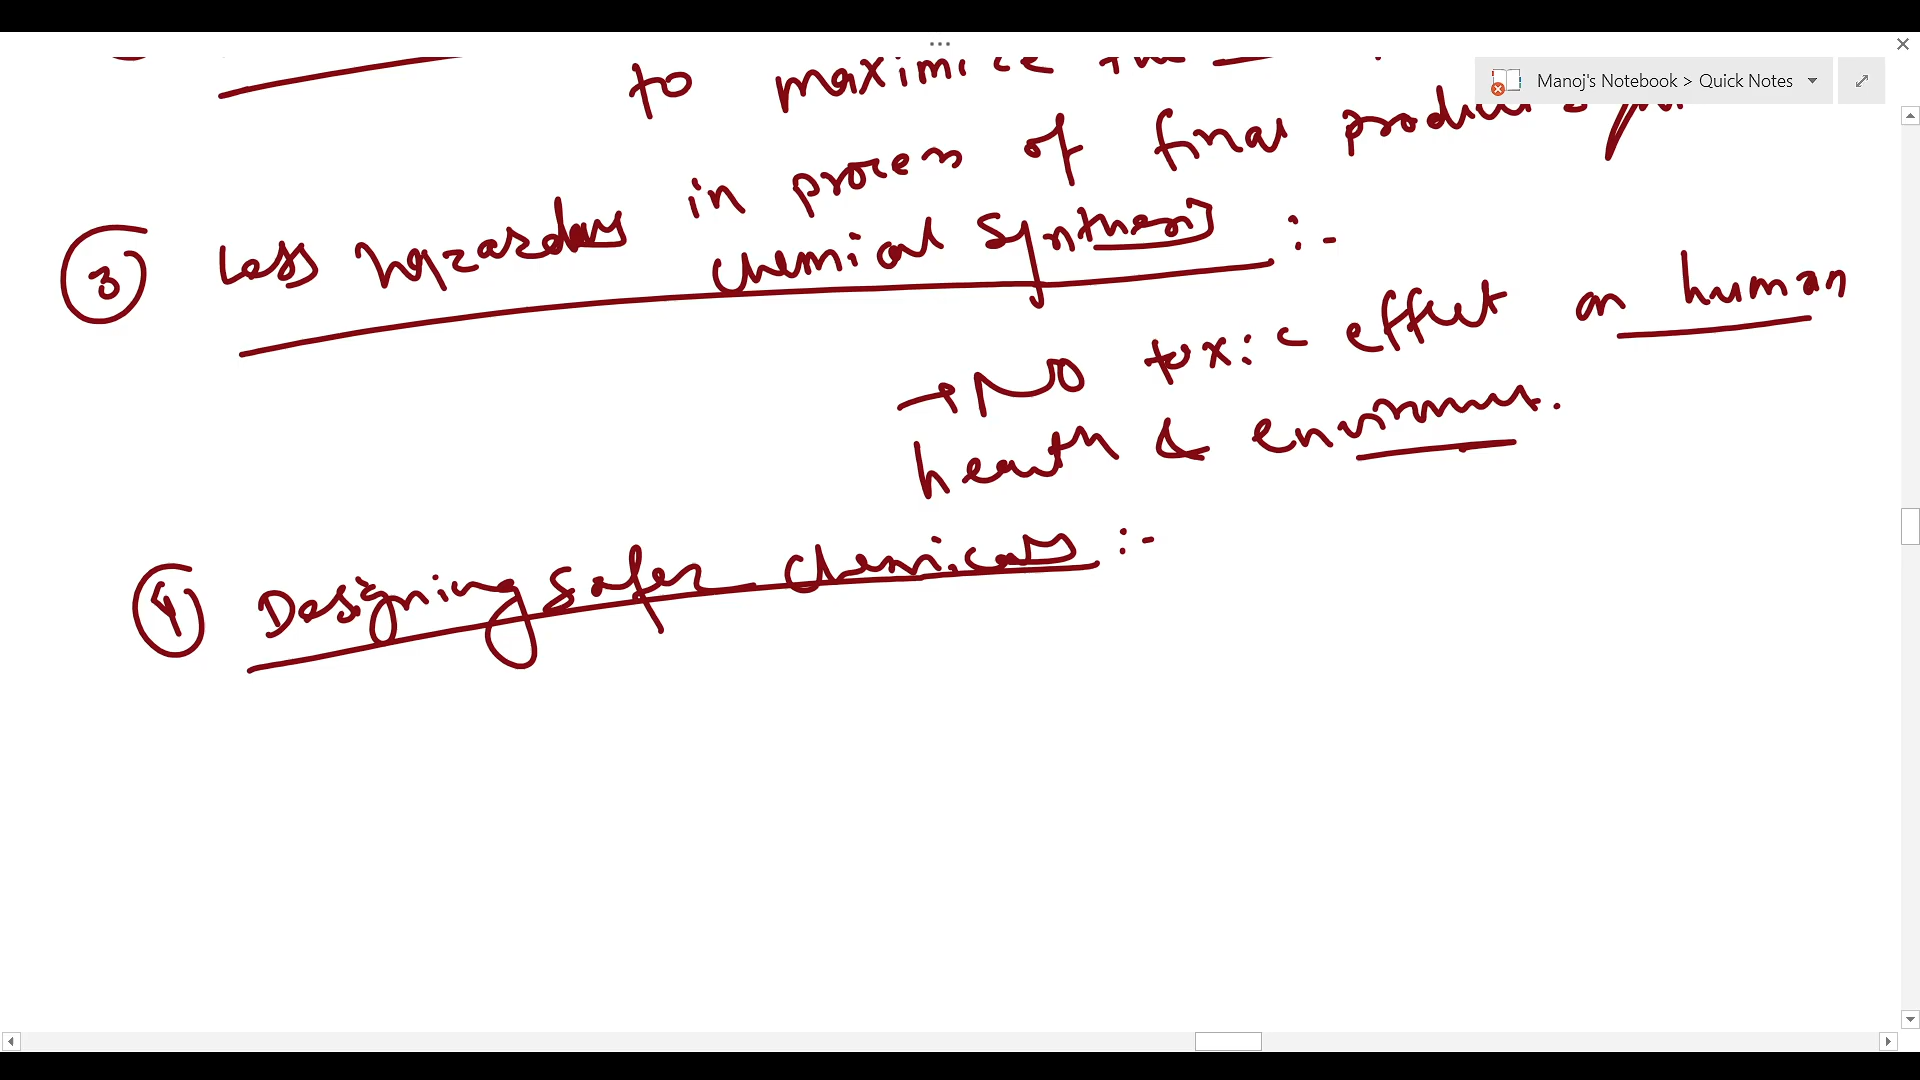 to maximize the
Manoj's Notebook > Quick Notes
in process of final product
③ Less hazardous
chemical synthesis :-
→ No toxic effect on human
health & environment.
④ Designing safer chemicals :-